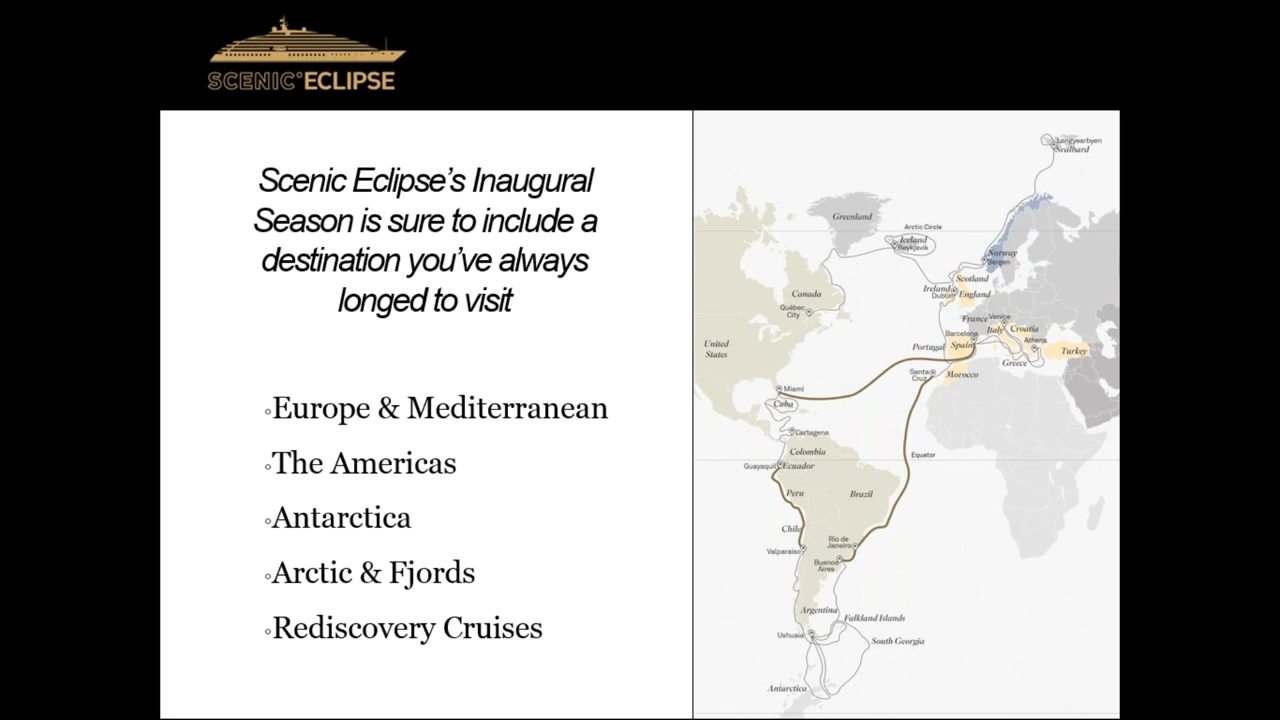 SCENIC°ECLIPSE
Scenic Eclipse's Inaugural
Season is sure to include a
destination you've always
longed to visit
◦Europe & Mediterranean
◦The Americas
◦Antarctica
◦Arctic & Fjords
◦Rediscovery Cruises
Longyearbyen
Svalbard
Greenland
Arctic Circle
Iceland
Reykjavik
Norway
Bergen
Scotland
Ireland
Dublin
England
Canada
Québec
City
France
Venice
Italy
Croatia
Barcelona
Athens
Portugal
Spain
Turkey
Greece
United
States
Santa
Cruz
Morocco
Miami
Cuba
Cartagena
Colombia
Equator
Guayaquil
Ecuador
Peru
Brazil
Chile
Rio de
Janeiro
Valparaiso
Buenos
Aires
Argentina
Falkland Islands
Ushuaia
South Georgia
Antarctica